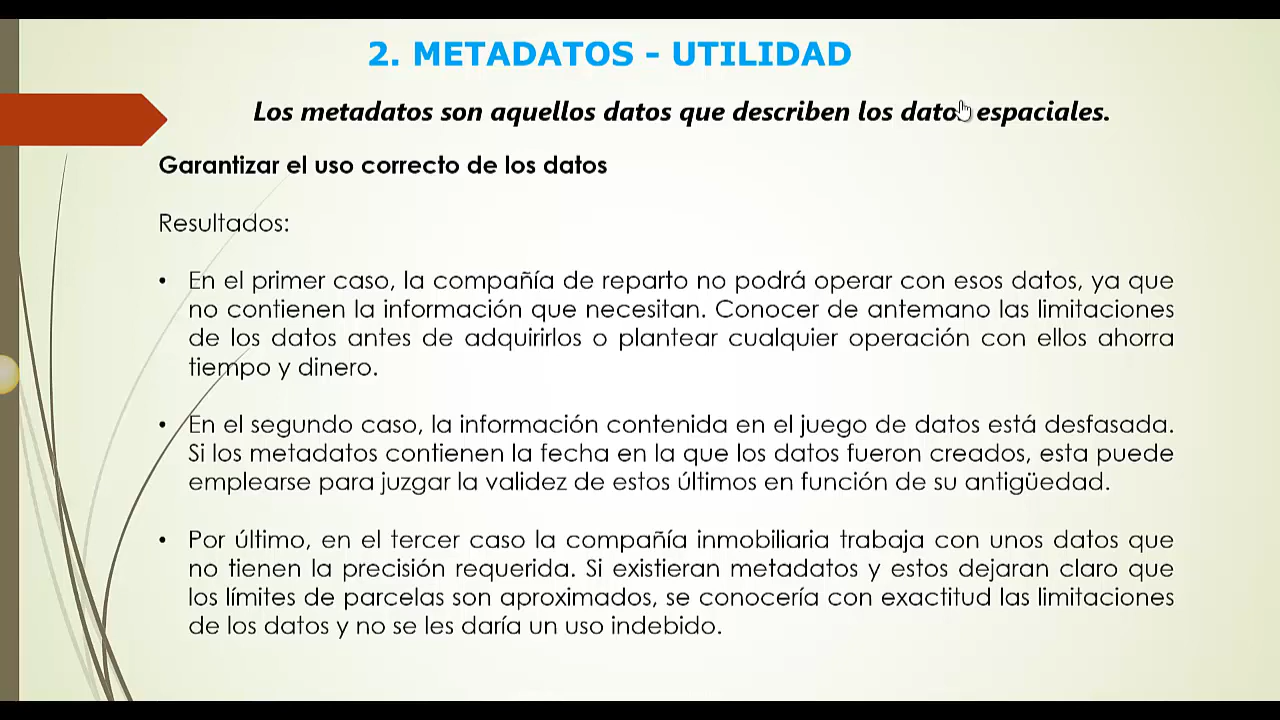 2. METADATOS - UTILIDAD
Los metadatos son aquellos datos que describen los datos espaciales.
Garantizar el uso correcto de los datos
Resultados:
• En el primer caso, la compañía de reparto no podrá operar con esos datos, ya que
no contienen la información que necesitan. Conocer de antemano las limitaciones
de los datos antes de adquirirlos o plantear cualquier operación con ellos ahorra
tiempo y dinero.
• En el segundo caso, la información contenida en el juego de datos está desfasada.
Si los metadatos contienen la fecha en la que los datos fueron creados, esta puede
emplearse para juzgar la validez de estos últimos en función de su antigüedad.
• Por último, en el tercer caso la compañía inmobiliaria trabaja con unos datos que
no tienen la precisión requerida. Si existieran metadatos y estos dejaran claro que
los límites de parcelas son aproximados, se conocería con exactitud las limitaciones
de los datos y no se les daría un uso indebido.